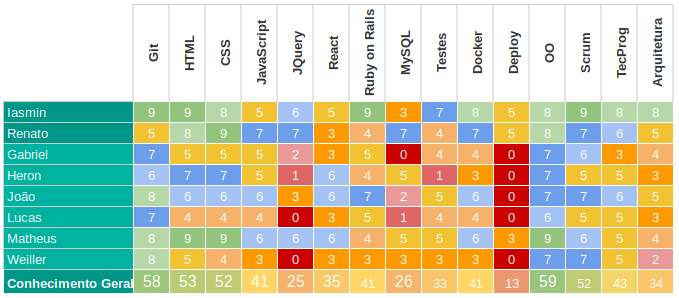 Git HTML CSS JavaScript JQuery React Ruby on Rails MySQL Testes Docker Deploy OO Scrum TecProg Arquitetura
Iasmin 9 9 8 5 6 5 9 3 7 8 5 8 9 8 8
Renato 5 8 9 7 7 3 4 7 4 7 5 8 7 6 5
Gabriel 7 5 5 5 2 3 5 0 4 4 0 7 6 3 4
Heron 6 7 7 5 1 6 4 5 1 3 0 7 5 5 3
João 8 6 6 6 3 6 7 2 5 6 0 7 7 6 5
Lucas 7 4 4 4 0 3 5 1 4 4 0 6 5 5 3
Matheus 8 9 9 6 6 6 4 5 5 6 3 9 6 5 4
Weiller 8 5 4 3 0 3 3 3 3 3 0 7 7 5 2
Conhecimento Geral 58 53 52 41 25 35 41 26 33 41 13 59 52 43 34